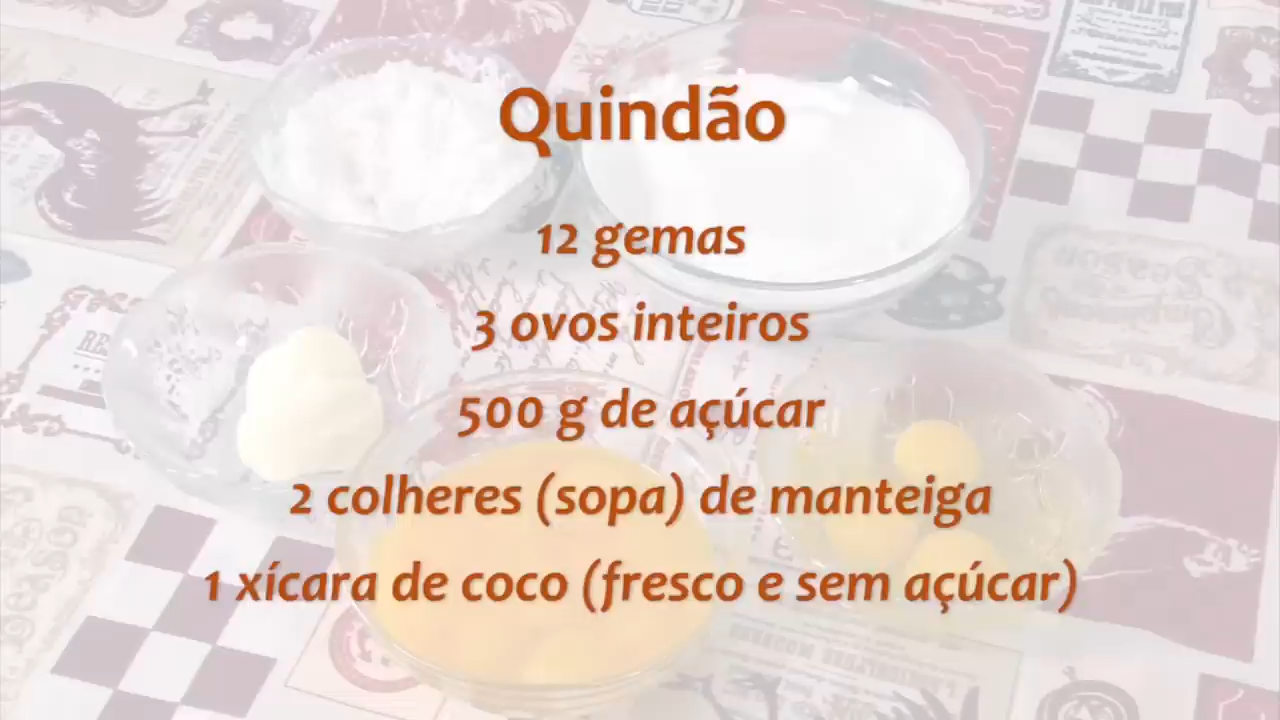 Quindão
12 gemas
3 ovos inteiros
500 g de açúcar
2 colheres (sopa) de manteiga
1 xícara de coco (fresco e sem açúcar)